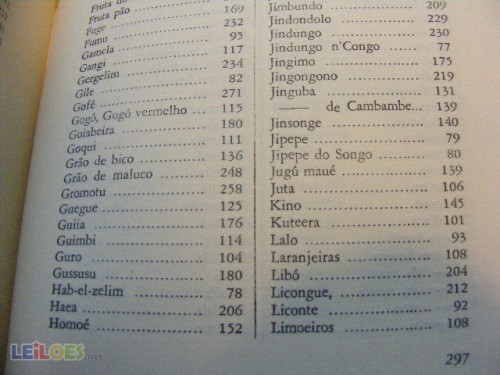 Fruta do
Fruta pão
Fuge ........ 169
Fumu ........ 232
Gamela ........ 95
Gangi ........ 117
Gergelim ........ 234
Gile ........ 82
Gofé ........ 271
Gogó, Gogó vermelho ... 115
Goiabeira ........ 180
Goqui ........ 111
Grão de bico ........ 136
Grão de maluco ........ 248
Gromotu ........ 258
Guegue ........ 125
Guiia ........ 176
Guimbi ........ 114
Guro ........ 104
Gussusu ........ 180
Hab-el-zelim ........ 78
Haea ........ 206
Homoé ........ 152
Jimbundo ........ 209
Jindondolo ........ 229
Jindungo ........ 230
Jindungo n'Congo ........ 77
Jingimo ........ 175
Jingongono ........ 219
Jinguba ........ 131
—— de Cambambe... 139
Jinsonge ........ 140
Jipepe ........ 79
Jipepe do Songo ........ 80
Jugú maué ........ 139
Juta ........ 106
Kino ........ 145
Kuteera ........ 101
Lalo ........ 93
Laranjeiras ........ 108
Libó ........ 204
Licongue, ........ 212
Liconte ........ 92
Limoeiros ........ 108
297
LEiLOES.net